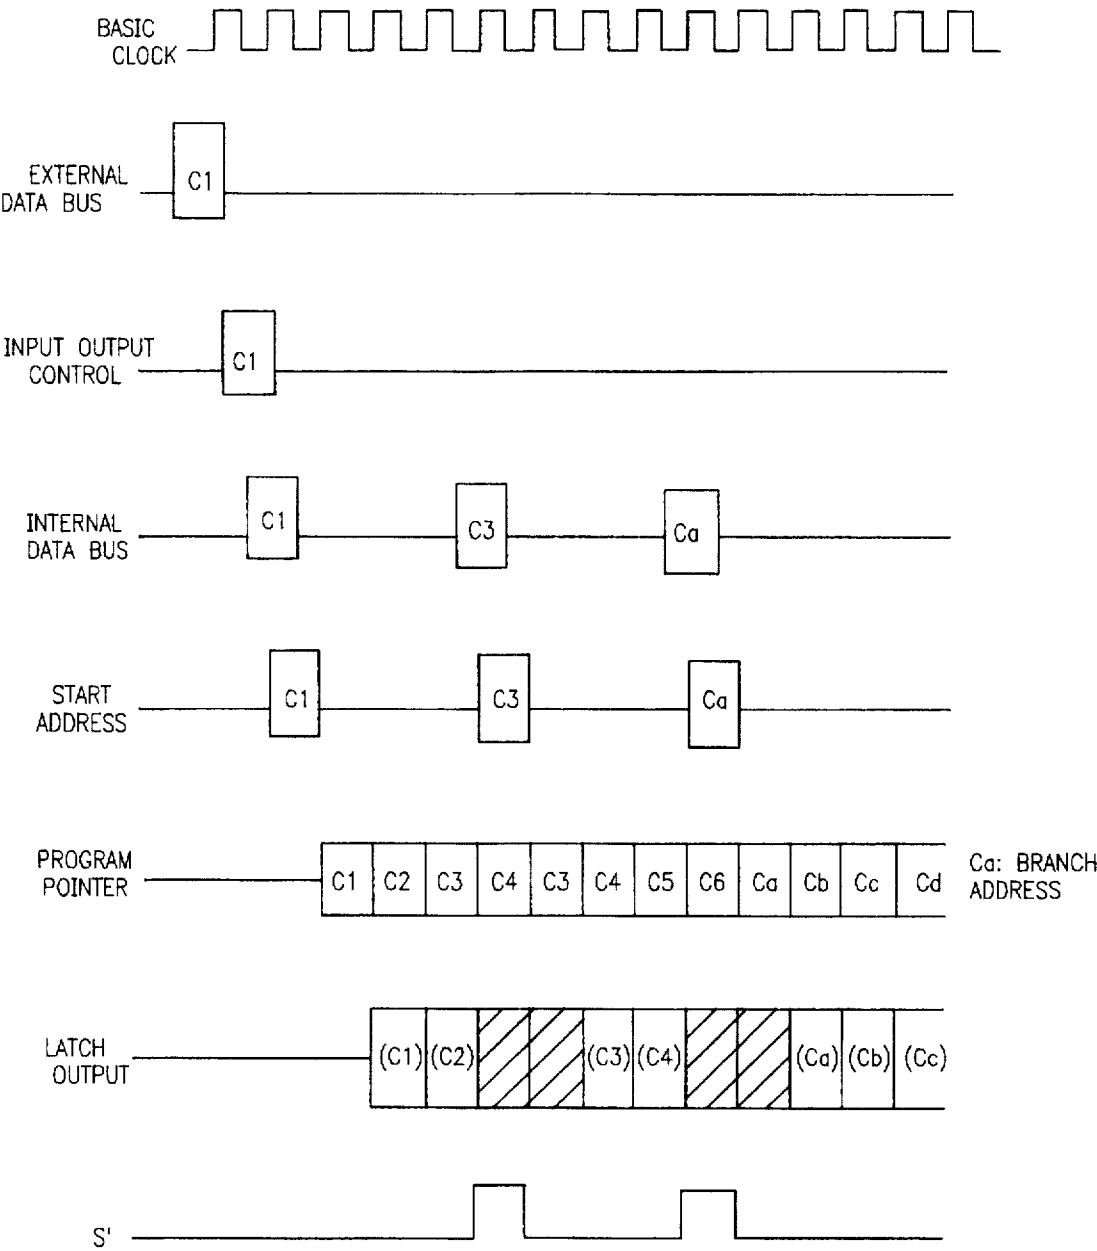 BASIC
CLOCK
EXTERNAL
DATA BUS
C1
INPUT OUTPUT
CONTROL
C1
INTERNAL
DATA BUS
C1
C3
Ca
START
ADDRESS
C1
C3
Ca
PROGRAM
POINTER
C1 C2 C3 C4 C3 C4 C5 C6 Ca Cb Cc Cd
Ca: BRANCH
ADDRESS
LATCH
OUTPUT
(C1) (C2) (C3) (C4) (Ca) (Cb) (Cc)
S'